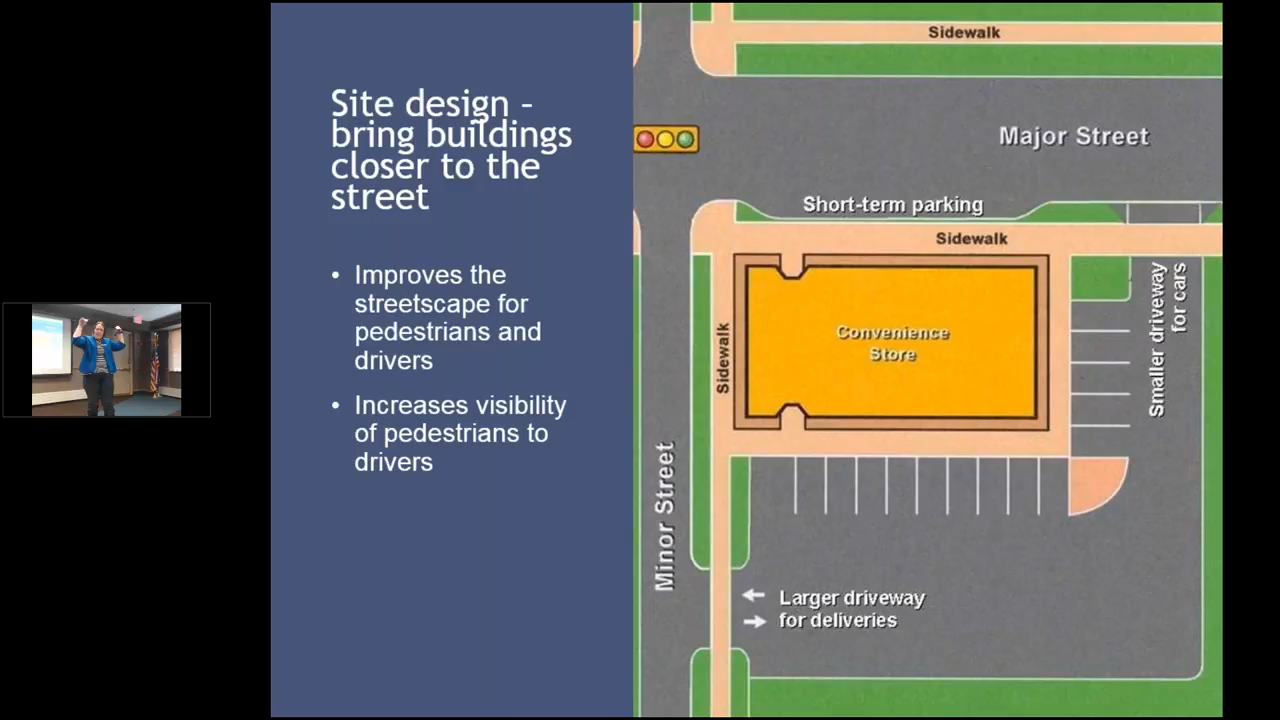 Site design –
bring buildings
closer to the
street
• Improves the
streetscape for
pedestrians and
drivers
• Increases visibility
of pedestrians to
drivers
Sidewalk
Major Street
Short-term parking
Sidewalk
Convenience
Store
Sidewalk
Smaller driveway
for cars
Minor Street
Larger driveway
for deliveries